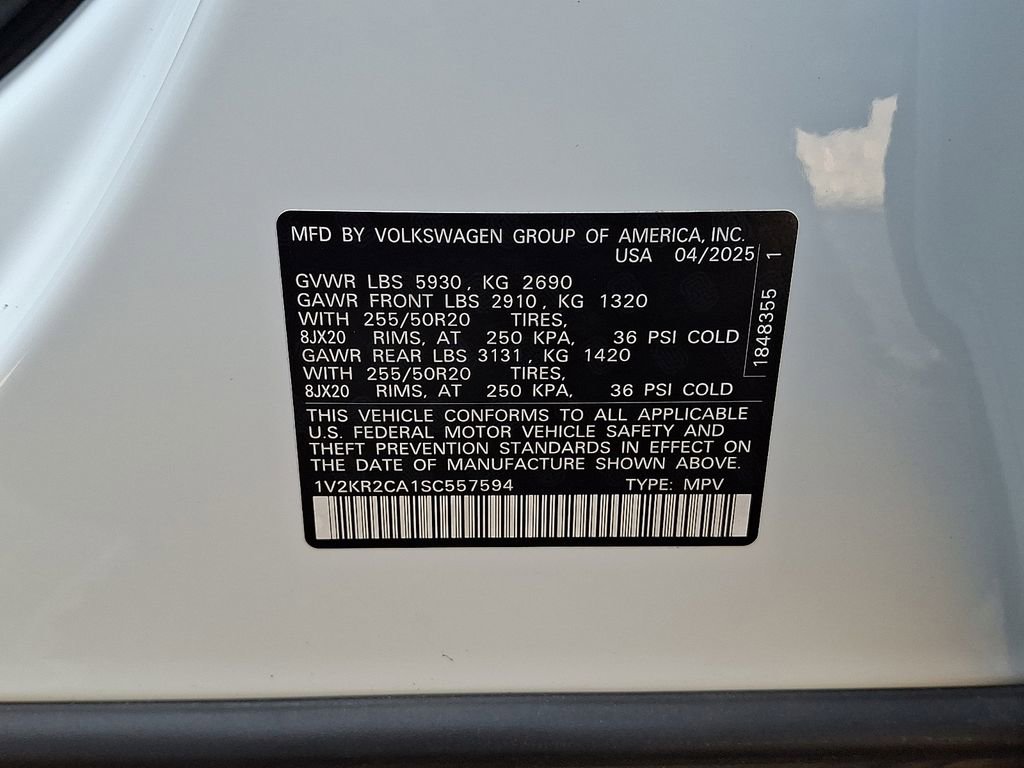 MFD BY VOLKSWAGEN GROUP OF AMERICA, INC.
USA 04/2025
GVWR LBS 5930, KG 2690
GAWR FRONT LBS 2910, KG 1320
WITH 255/50R20 TIRES,
8JX20 RIMS, AT 250 KPA, 36 PSI COLD
GAWR REAR LBS 3131, KG 1420
WITH 255/50R20 TIRES,
8JX20 RIMS, AT 250 KPA, 36 PSI COLD
1848355 1
THIS VEHICLE CONFORMS TO ALL APPLICABLE
U.S. FEDERAL MOTOR VEHICLE SAFETY AND
THEFT PREVENTION STANDARDS IN EFFECT ON
THE DATE OF MANUFACTURE SHOWN ABOVE.
1V2KR2CA1SC557594 TYPE: MPV